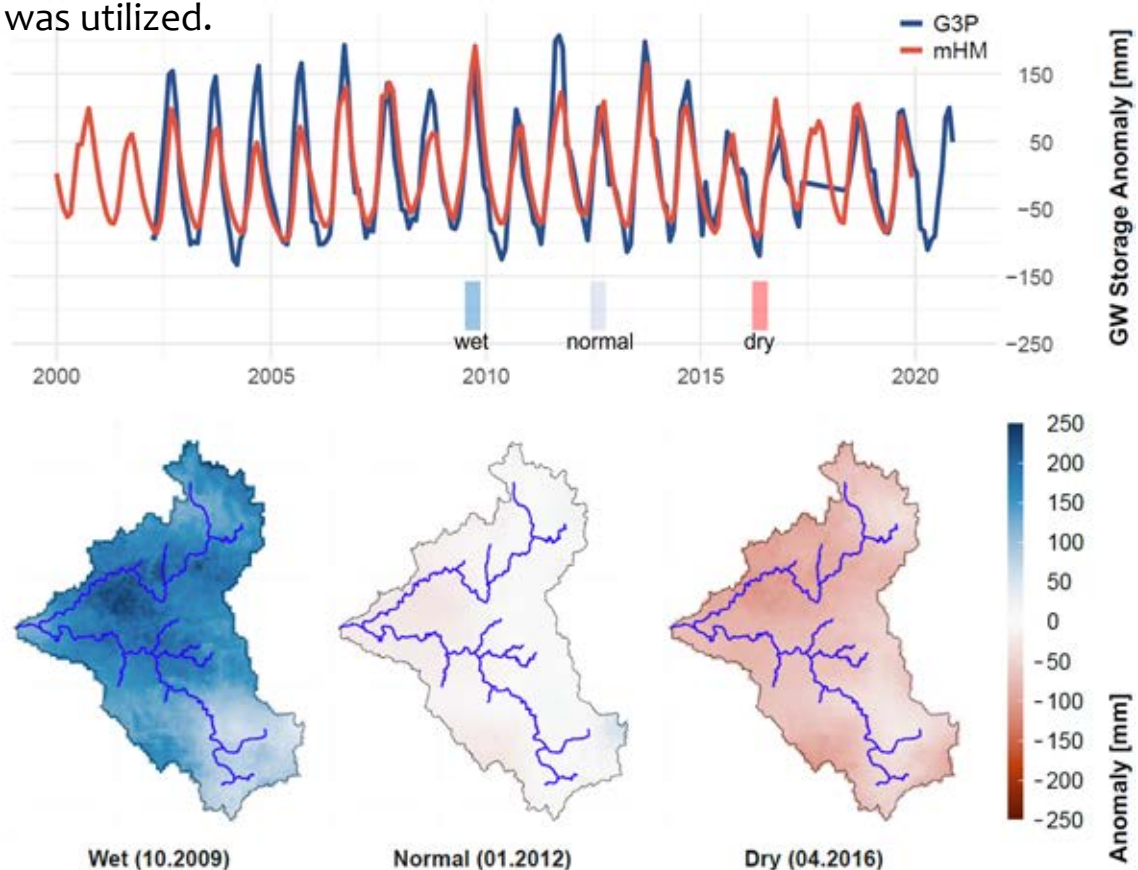 was utilized.
G3P
mHM
150
50
−50
−150
−250
GW Storage Anomaly [mm]
wet
normal
dry
2000
2005
2010
2015
2020
250
200
150
100
50
0
-50
-100
-150
-200
-250
Anomaly [mm]
Wet (10.2009)
Normal (01.2012)
Dry (04.2016)